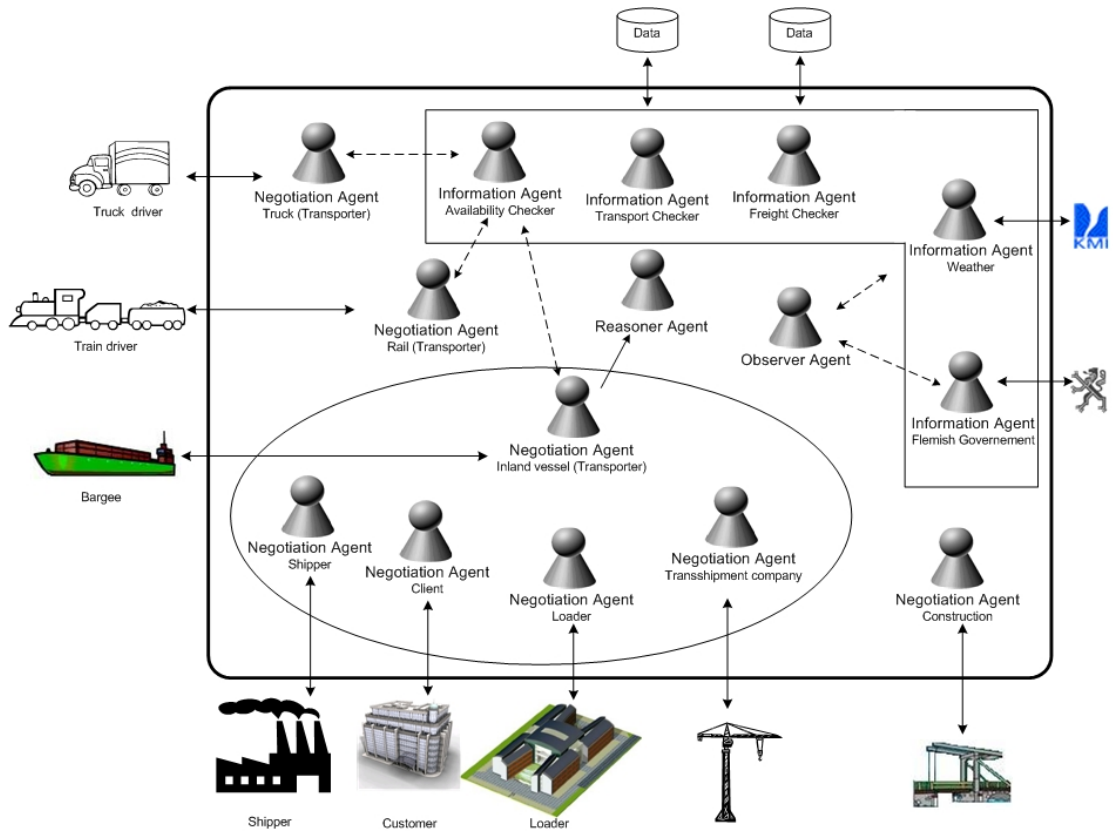 Data
Data
Truck driver
Negotiation Agent
Truck (Transporter)
Information Agent
Availability Checker
Information Agent
Transport Checker
Information Agent
Freight Checker
Information Agent
Weather
KMI
Train driver
Negotiation Agent
Rail (Transporter)
Reasoner Agent
Observer Agent
Information Agent
Flemish Governement
Bargee
Negotiation Agent
Inland vessel (Transporter)
Negotiation Agent
Shipper
Negotiation Agent
Client
Negotiation Agent
Loader
Negotiation Agent
Transshipment company
Negotiation Agent
Construction
Shipper
Customer
Loader